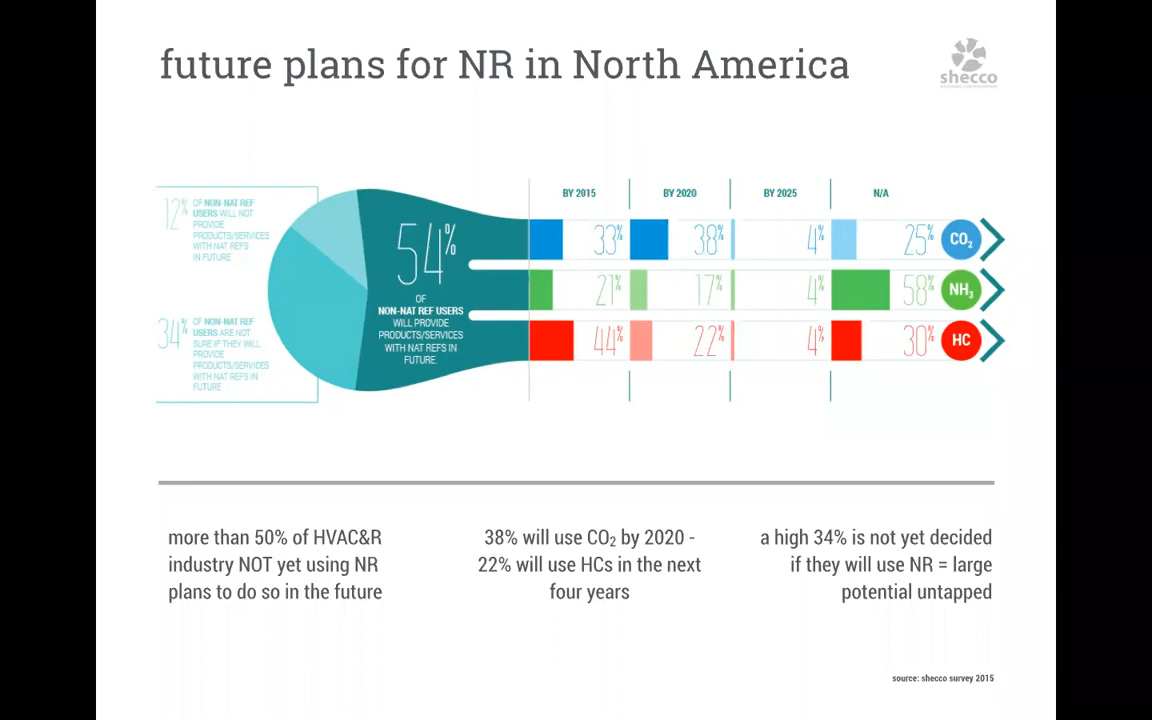 future plans for NR in North America
shecco
12%
OF NON-NAT REF
USERS WILL NOT
PROVIDE
PRODUCTS/SERVICES
WITH NAT REFS
IN FUTURE
34%
OF NON-NAT REF
USERS ARE NOT
SURE IF THEY WILL
PROVIDE
PRODUCTS/SERVICES
WITH NAT REFS IN
FUTURE
54%
OF
NON-NAT REF USERS
WILL PROVIDE
PRODUCTS/SERVICES
WITH NAT REFS IN
FUTURE.
BY 2015 BY 2020 BY 2025 N/A
33% 38% 4% 25% CO₂
21% 17% 4% 58% NH₃
44% 22% 4% 30% HC
more than 50% of HVAC&R
industry NOT yet using NR
plans to do so in the future
38% will use CO₂ by 2020 -
22% will use HCs in the next
four years
a high 34% is not yet decided
if they will use NR = large
potential untapped
source: shecco survey 2015